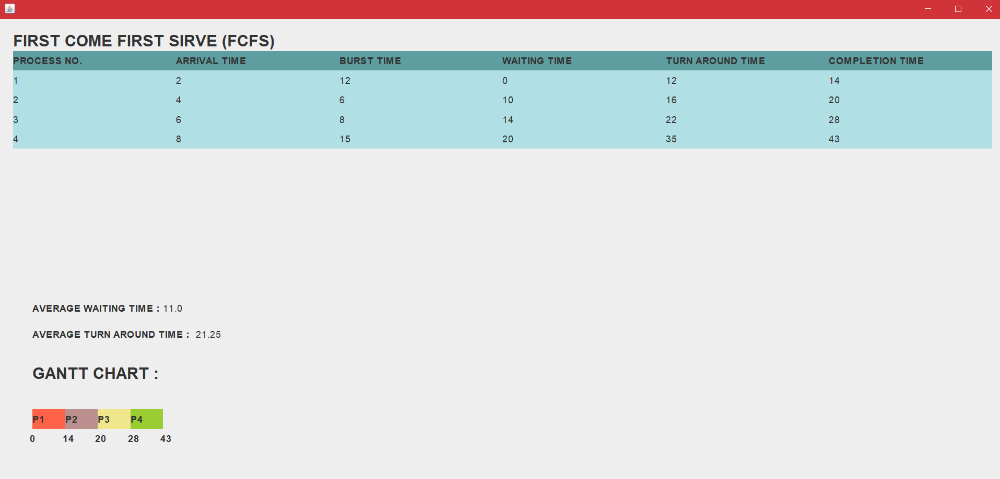 FIRST COME FIRST SIRVE (FCFS)
PROCESS NO. ARRIVAL TIME BURST TIME WAITING TIME TURN AROUND TIME COMPLETION TIME
1 2 12 0 12 14
2 4 6 10 16 20
3 6 8 14 22 28
4 8 15 20 35 43
AVERAGE WAITING TIME : 11.0
AVERAGE TURN AROUND TIME : 21.25
GANTT CHART :
P1 P2 P3 P4
0 14 20 28 43